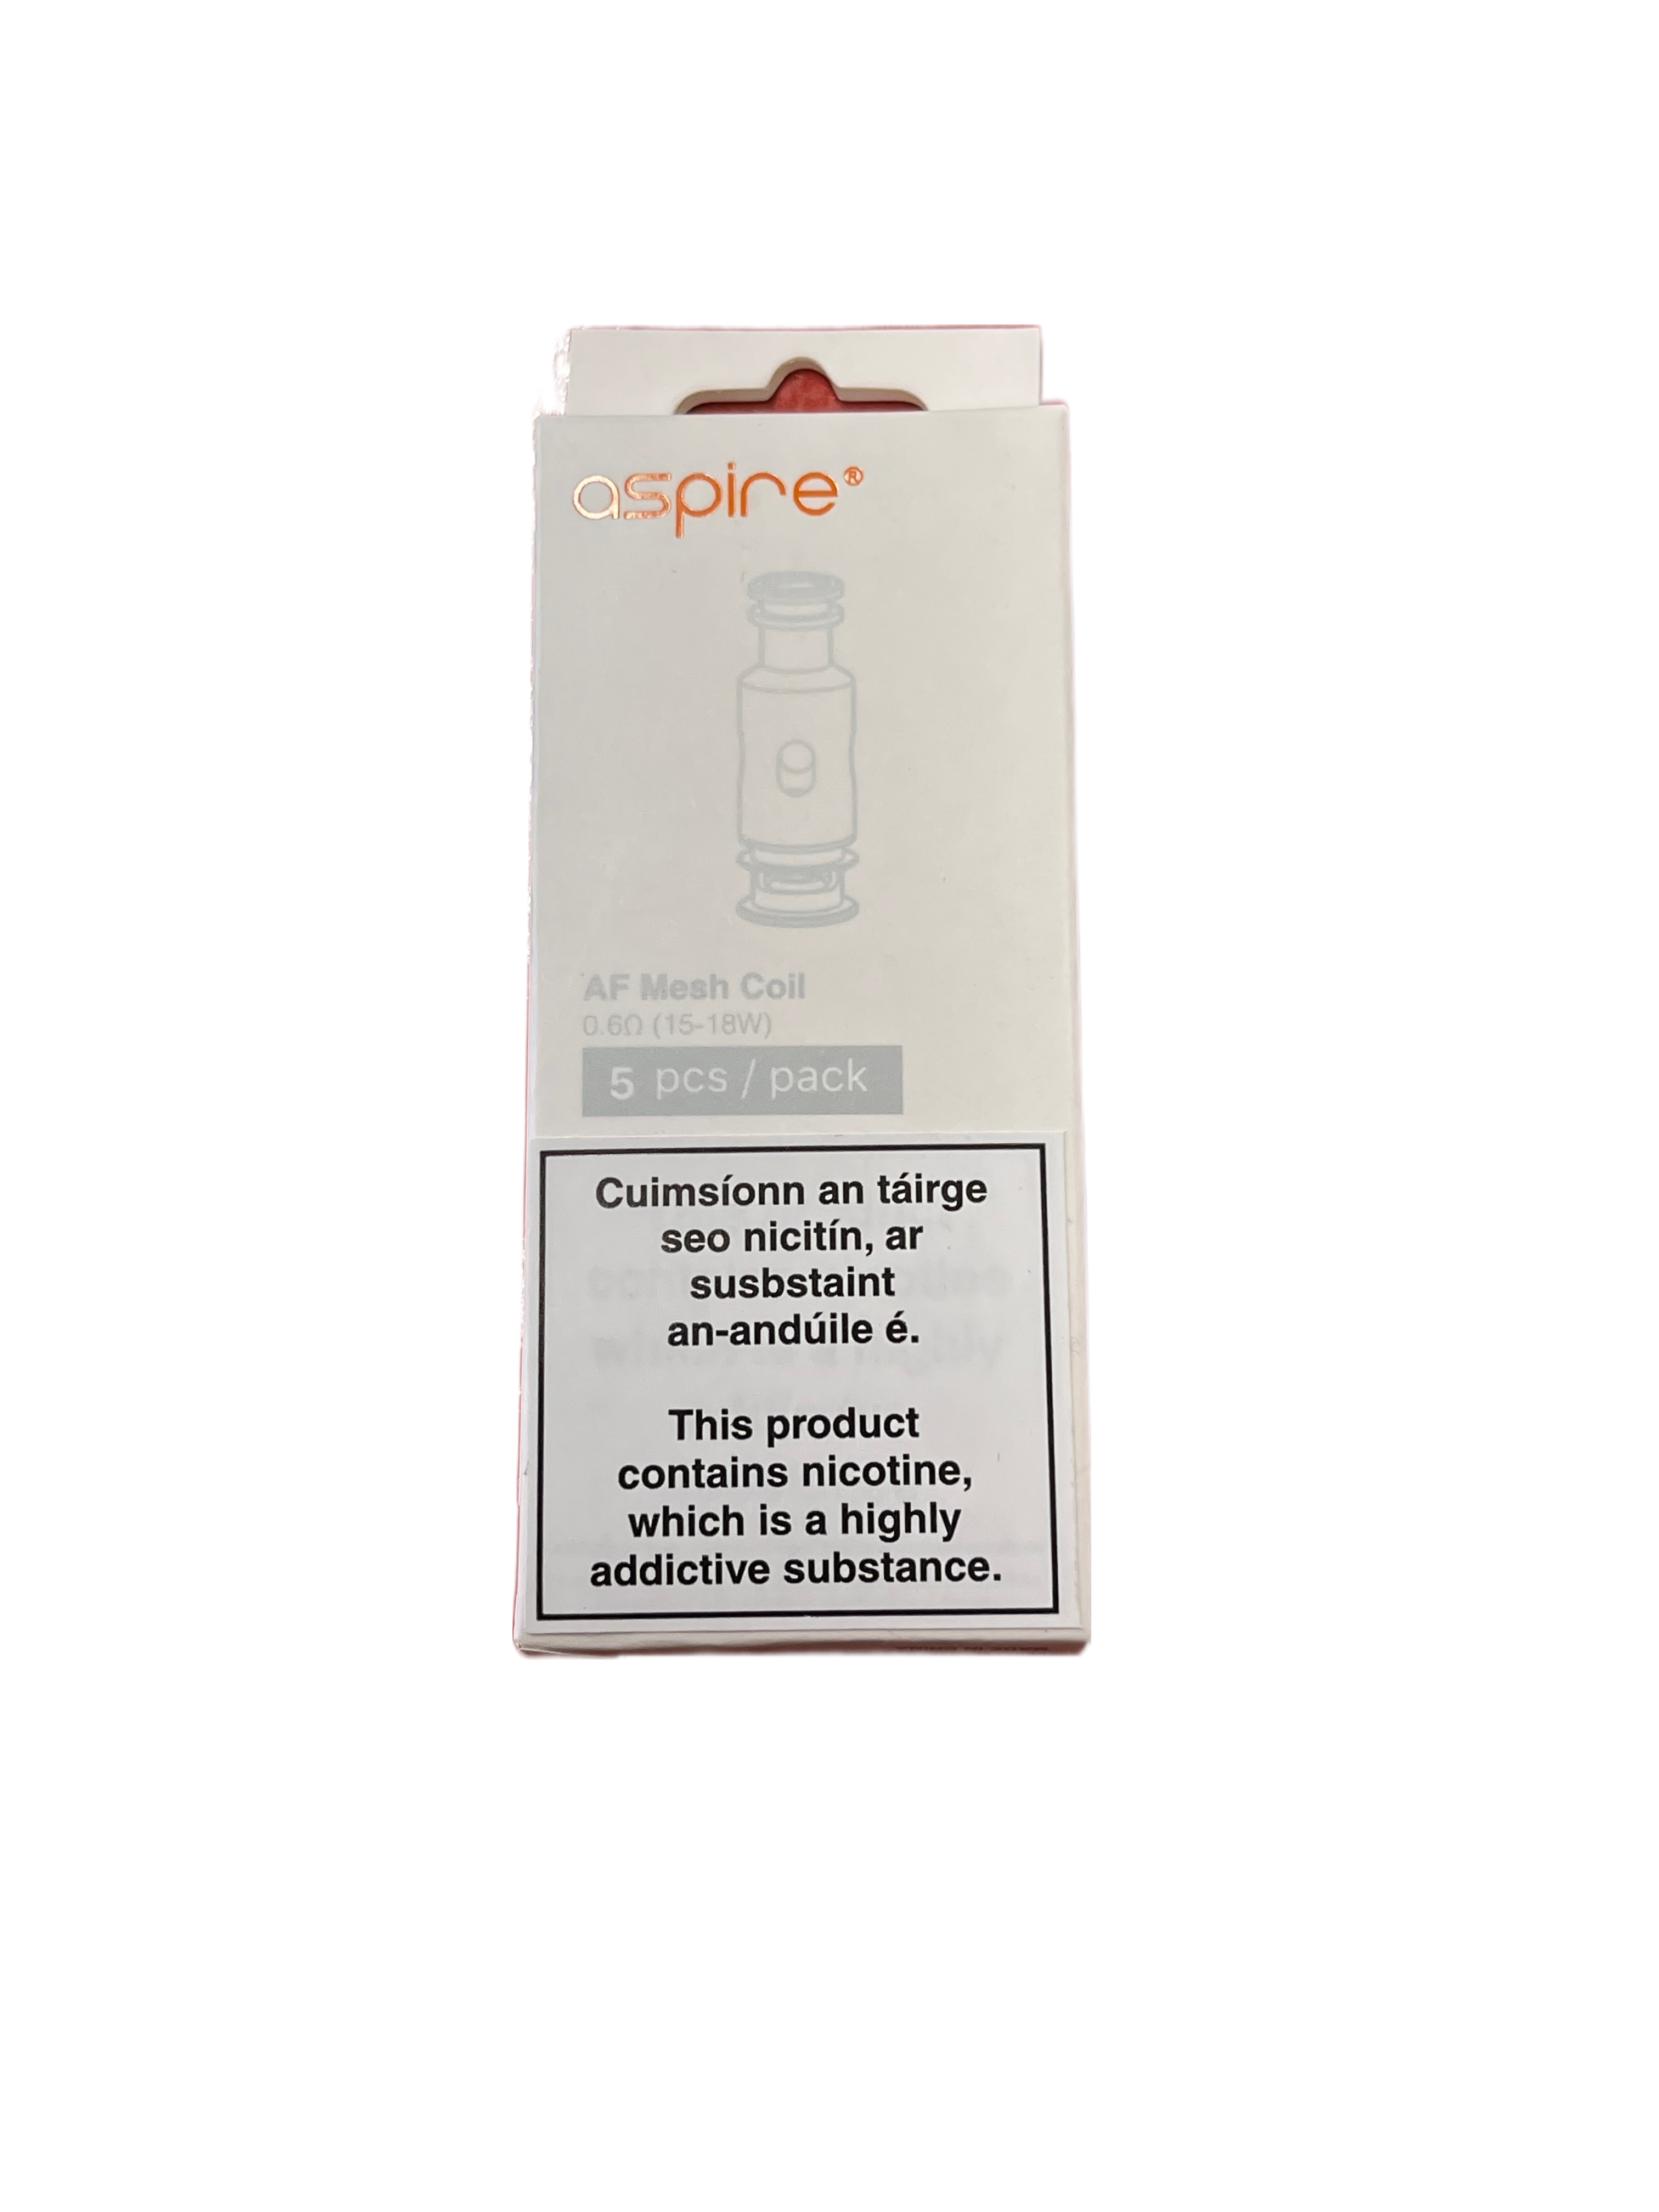 aspire®
AF Mesh Coil
0.6Ω (15-18W)
5 pcs / pack
Cuimsíonn an táirge
seo nicitín, ar
susbstaint
an-andúile é.
This product
contains nicotine,
which is a highly
addictive substance.